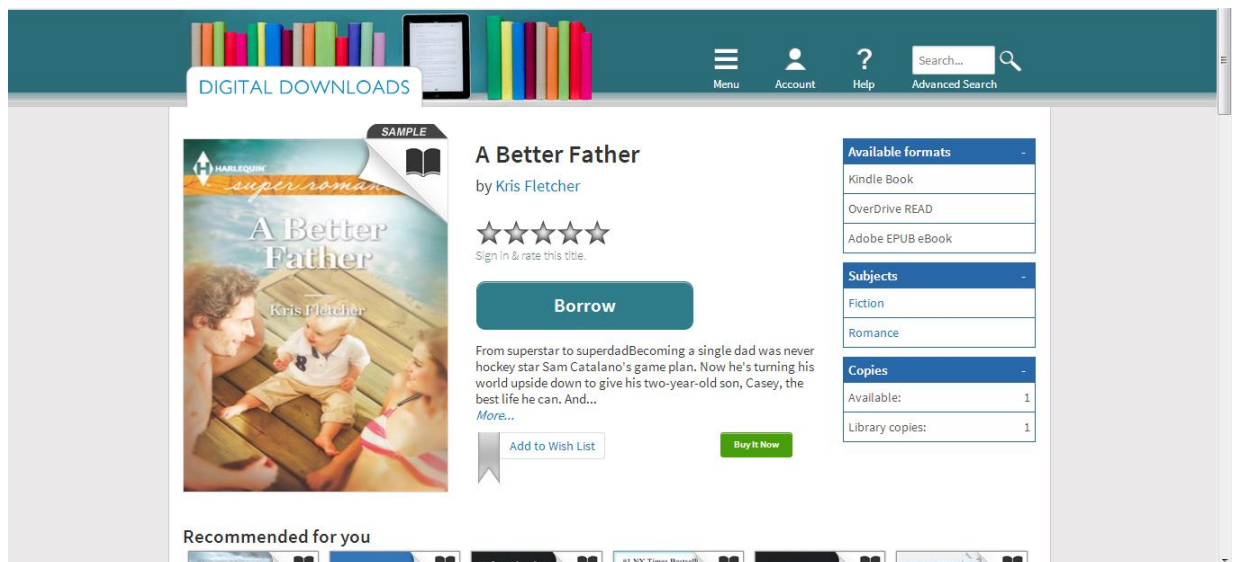 DIGITAL DOWNLOADS
Menu
Account
?
Help
Search...
Advanced Search
SAMPLE
HARLEQUIN
super roman
A Better
Father
Kris Fletcher
A Better Father
by Kris Fletcher
Sign in & rate this title.
Borrow
From superstar to superdadBecoming a single dad was never
hockey star Sam Catalano's game plan. Now he's turning his
world upside down to give his two-year-old son, Casey, the
best life he can. And...
More...
Add to Wish List
Buy It Now
Available formats -
Kindle Book
OverDrive READ
Adobe EPUB eBook
Subjects -
Fiction
Romance
Copies -
Available: 1
Library copies: 1
Recommended for you
#1 NY Times